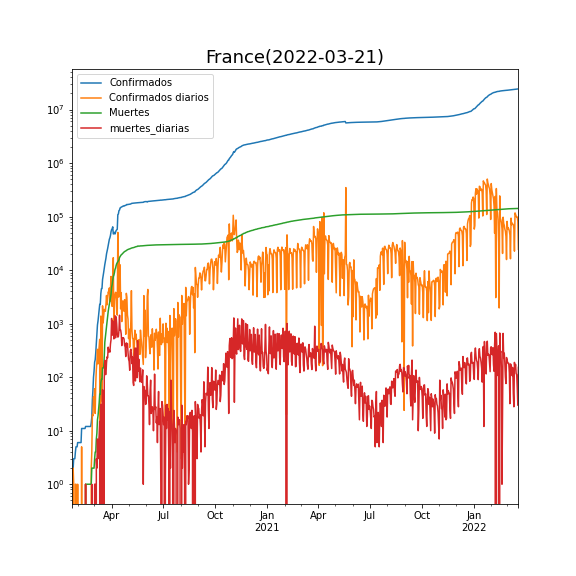 France(2022-03-21)
Confirmados
Confirmados diarios
Muertes
muertes_diarias
10⁷
10⁶
10⁵
10⁴
10³
10²
10¹
10⁰
Apr Jul Oct Jan Apr Jul Oct Jan
2021 2022